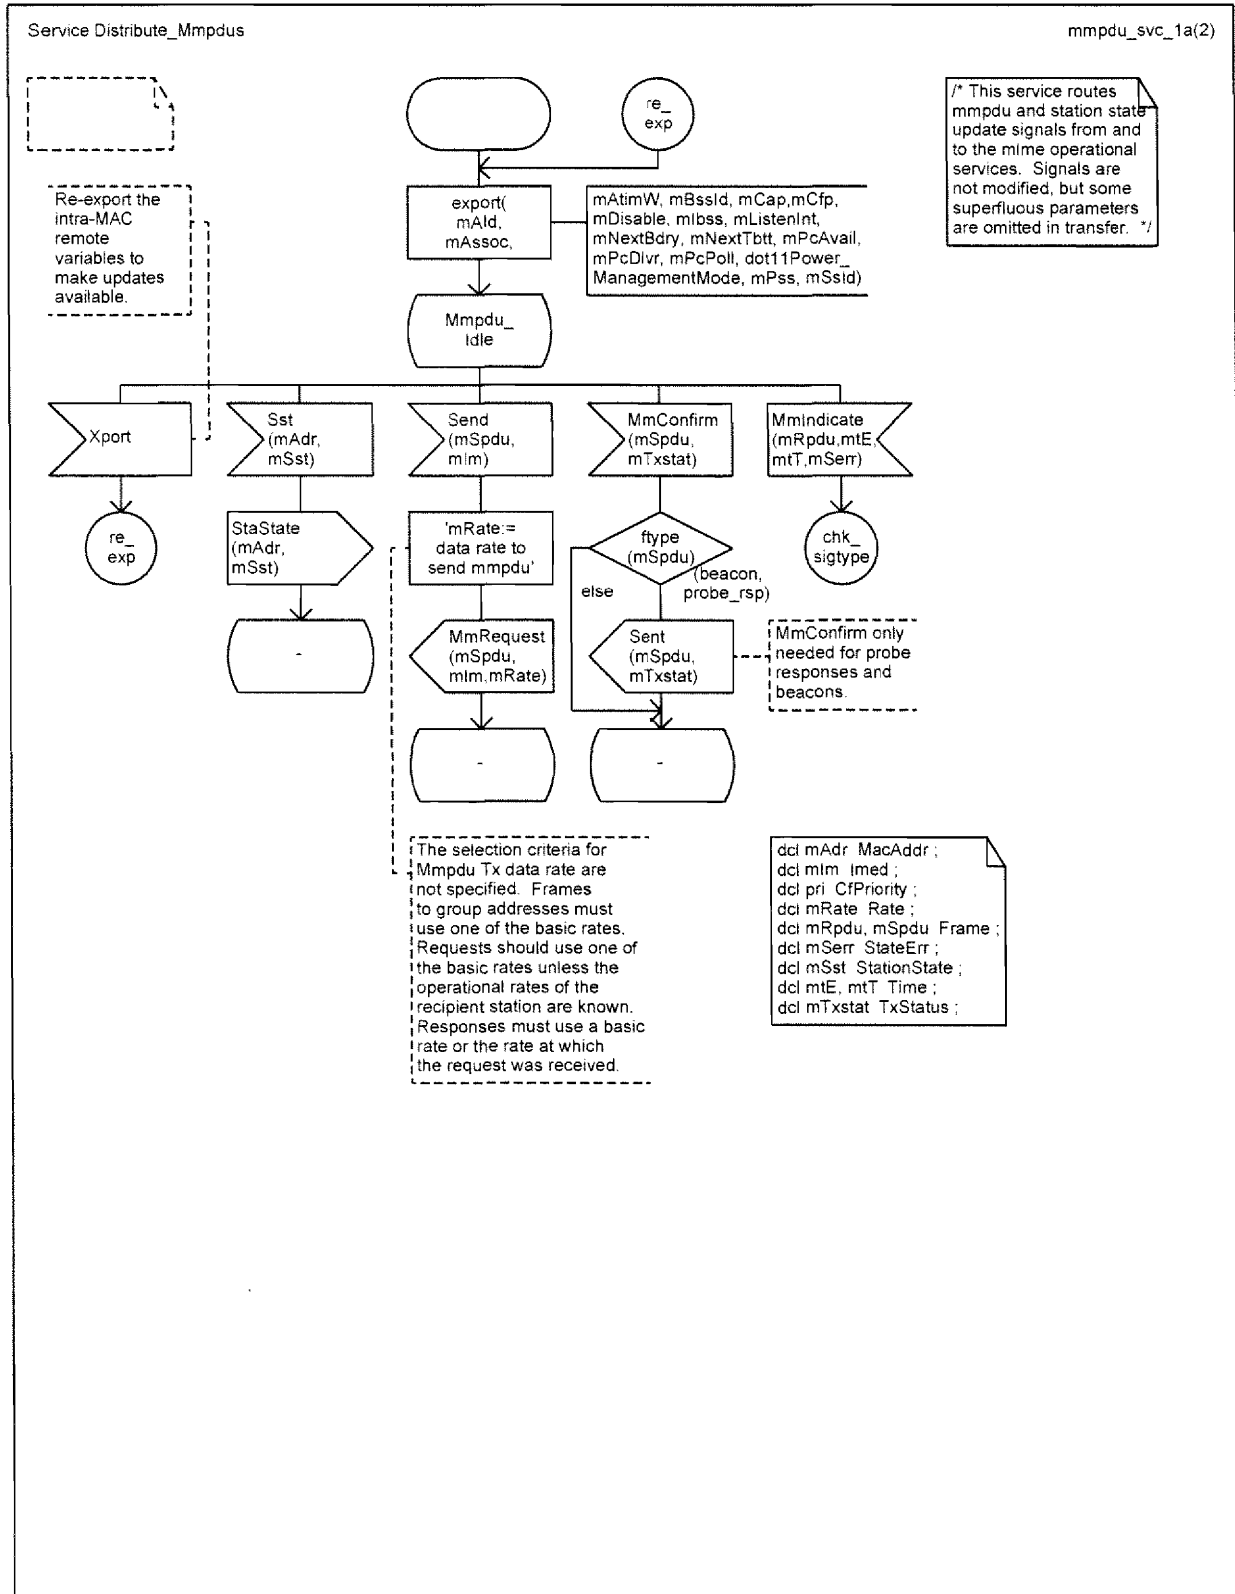 Service Distribute_Mmpdus
mmpdu_svc_1a(2)
re_
exp
/* This service routes
mmpdu and station state
update signals from and
to the mlme operational
services. Signals are
not modified, but some
superfluous parameters
are omitted in transfer. */
Re-export the
intra-MAC
remote
variables to
make updates
available.
export(
mAId,
mAssoc,
mAtimW, mBssId, mCap,mCfp,
mDisable, mIbss, mListenInt,
mNextBdry, mNextTbtt, mPcAvail,
mPcDlvr, mPcPoll, dot11Power_
ManagementMode, mPss, mSsId)
Mmpdu_
Idle
Xport
Sst
(mAdr,
mSst)
Send
(mSpdu,
mIm)
MmConfirm
(mSpdu,
mTxstat)
MmIndicate
(mRpdu,mtE,
mtT,mSerr)
re_
exp
StaState
(mAdr,
mSst)
'mRate:=
data rate to
send mmpdu'
ftype
(mSpdu)
chk_
sigtype
else
(beacon,
probe_rsp)
-
MmRequest
(mSpdu,
mIm,mRate)
Sent
(mSpdu,
mTxstat)
MmConfirm only
needed for probe
responses and
beacons.
-
-
The selection criteria for
Mmpdu Tx data rate are
not specified. Frames
to group addresses must
use one of the basic rates.
Requests should use one of
the basic rates unless the
operational rates of the
recipient station are known.
Responses must use a basic
rate or the rate at which
the request was received.
dcl mAdr MacAddr ;
dcl mIm Imed ;
dcl pri CfPriority ;
dcl mRate Rate ;
dcl mRpdu, mSpdu Frame ;
dcl mSerr StateErr ;
dcl mSst StationState ;
dcl mtE, mtT Time ;
dcl mTxstat TxStatus ;